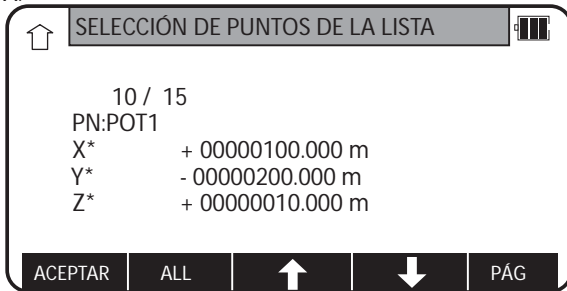 SELECCIÓN DE PUNTOS DE LA LISTA
10 / 15
PN:POT1
X* + 00000100.000 m
Y* - 00000200.000 m
Z* + 00000010.000 m
ACEPTAR ALL PÁG